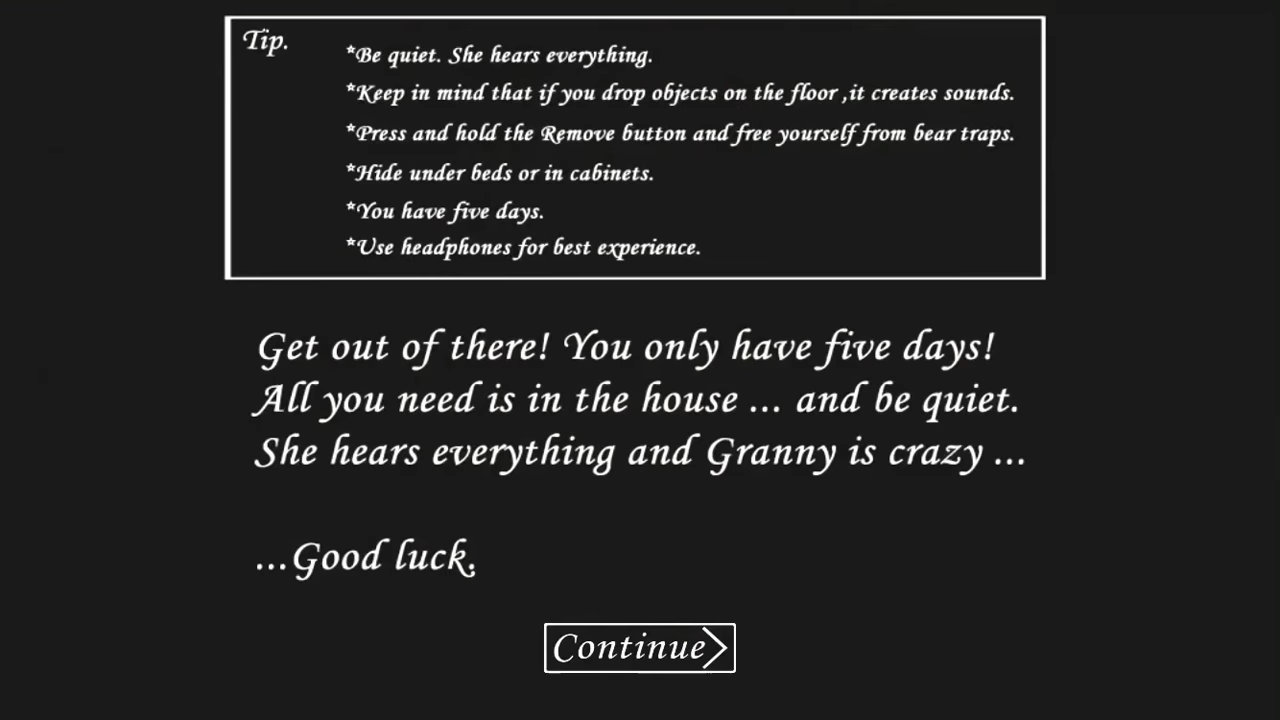 Tip.
*Be quiet. She hears everything.
*Keep in mind that if you drop objects on the floor ,it creates sounds.
*Press and hold the Remove button and free yourself from bear traps.
*Hide under beds or in cabinets.
*You have five days.
*Use headphones for best experience.
Get out of there! You only have five days!
All you need is in the house ... and be quiet.
She hears everything and Granny is crazy ...
...Good luck.
Continue